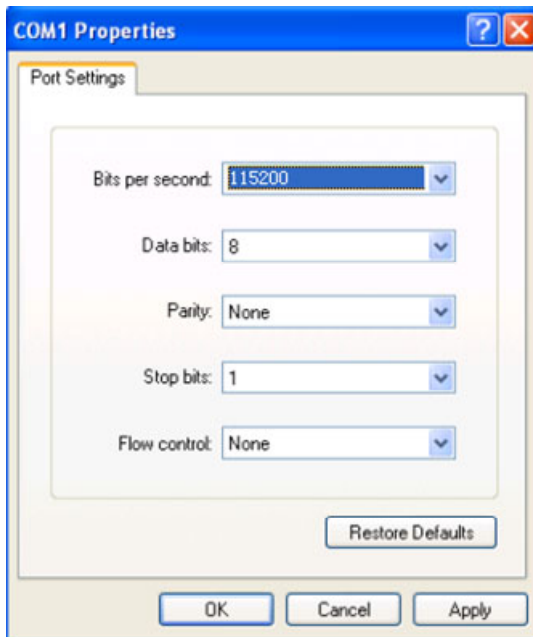 COM1 Properties
Port Settings
Bits per second: 115200
Data bits: 8
Parity: None
Stop bits: 1
Flow control: None
Restore Defaults
OK Cancel Apply